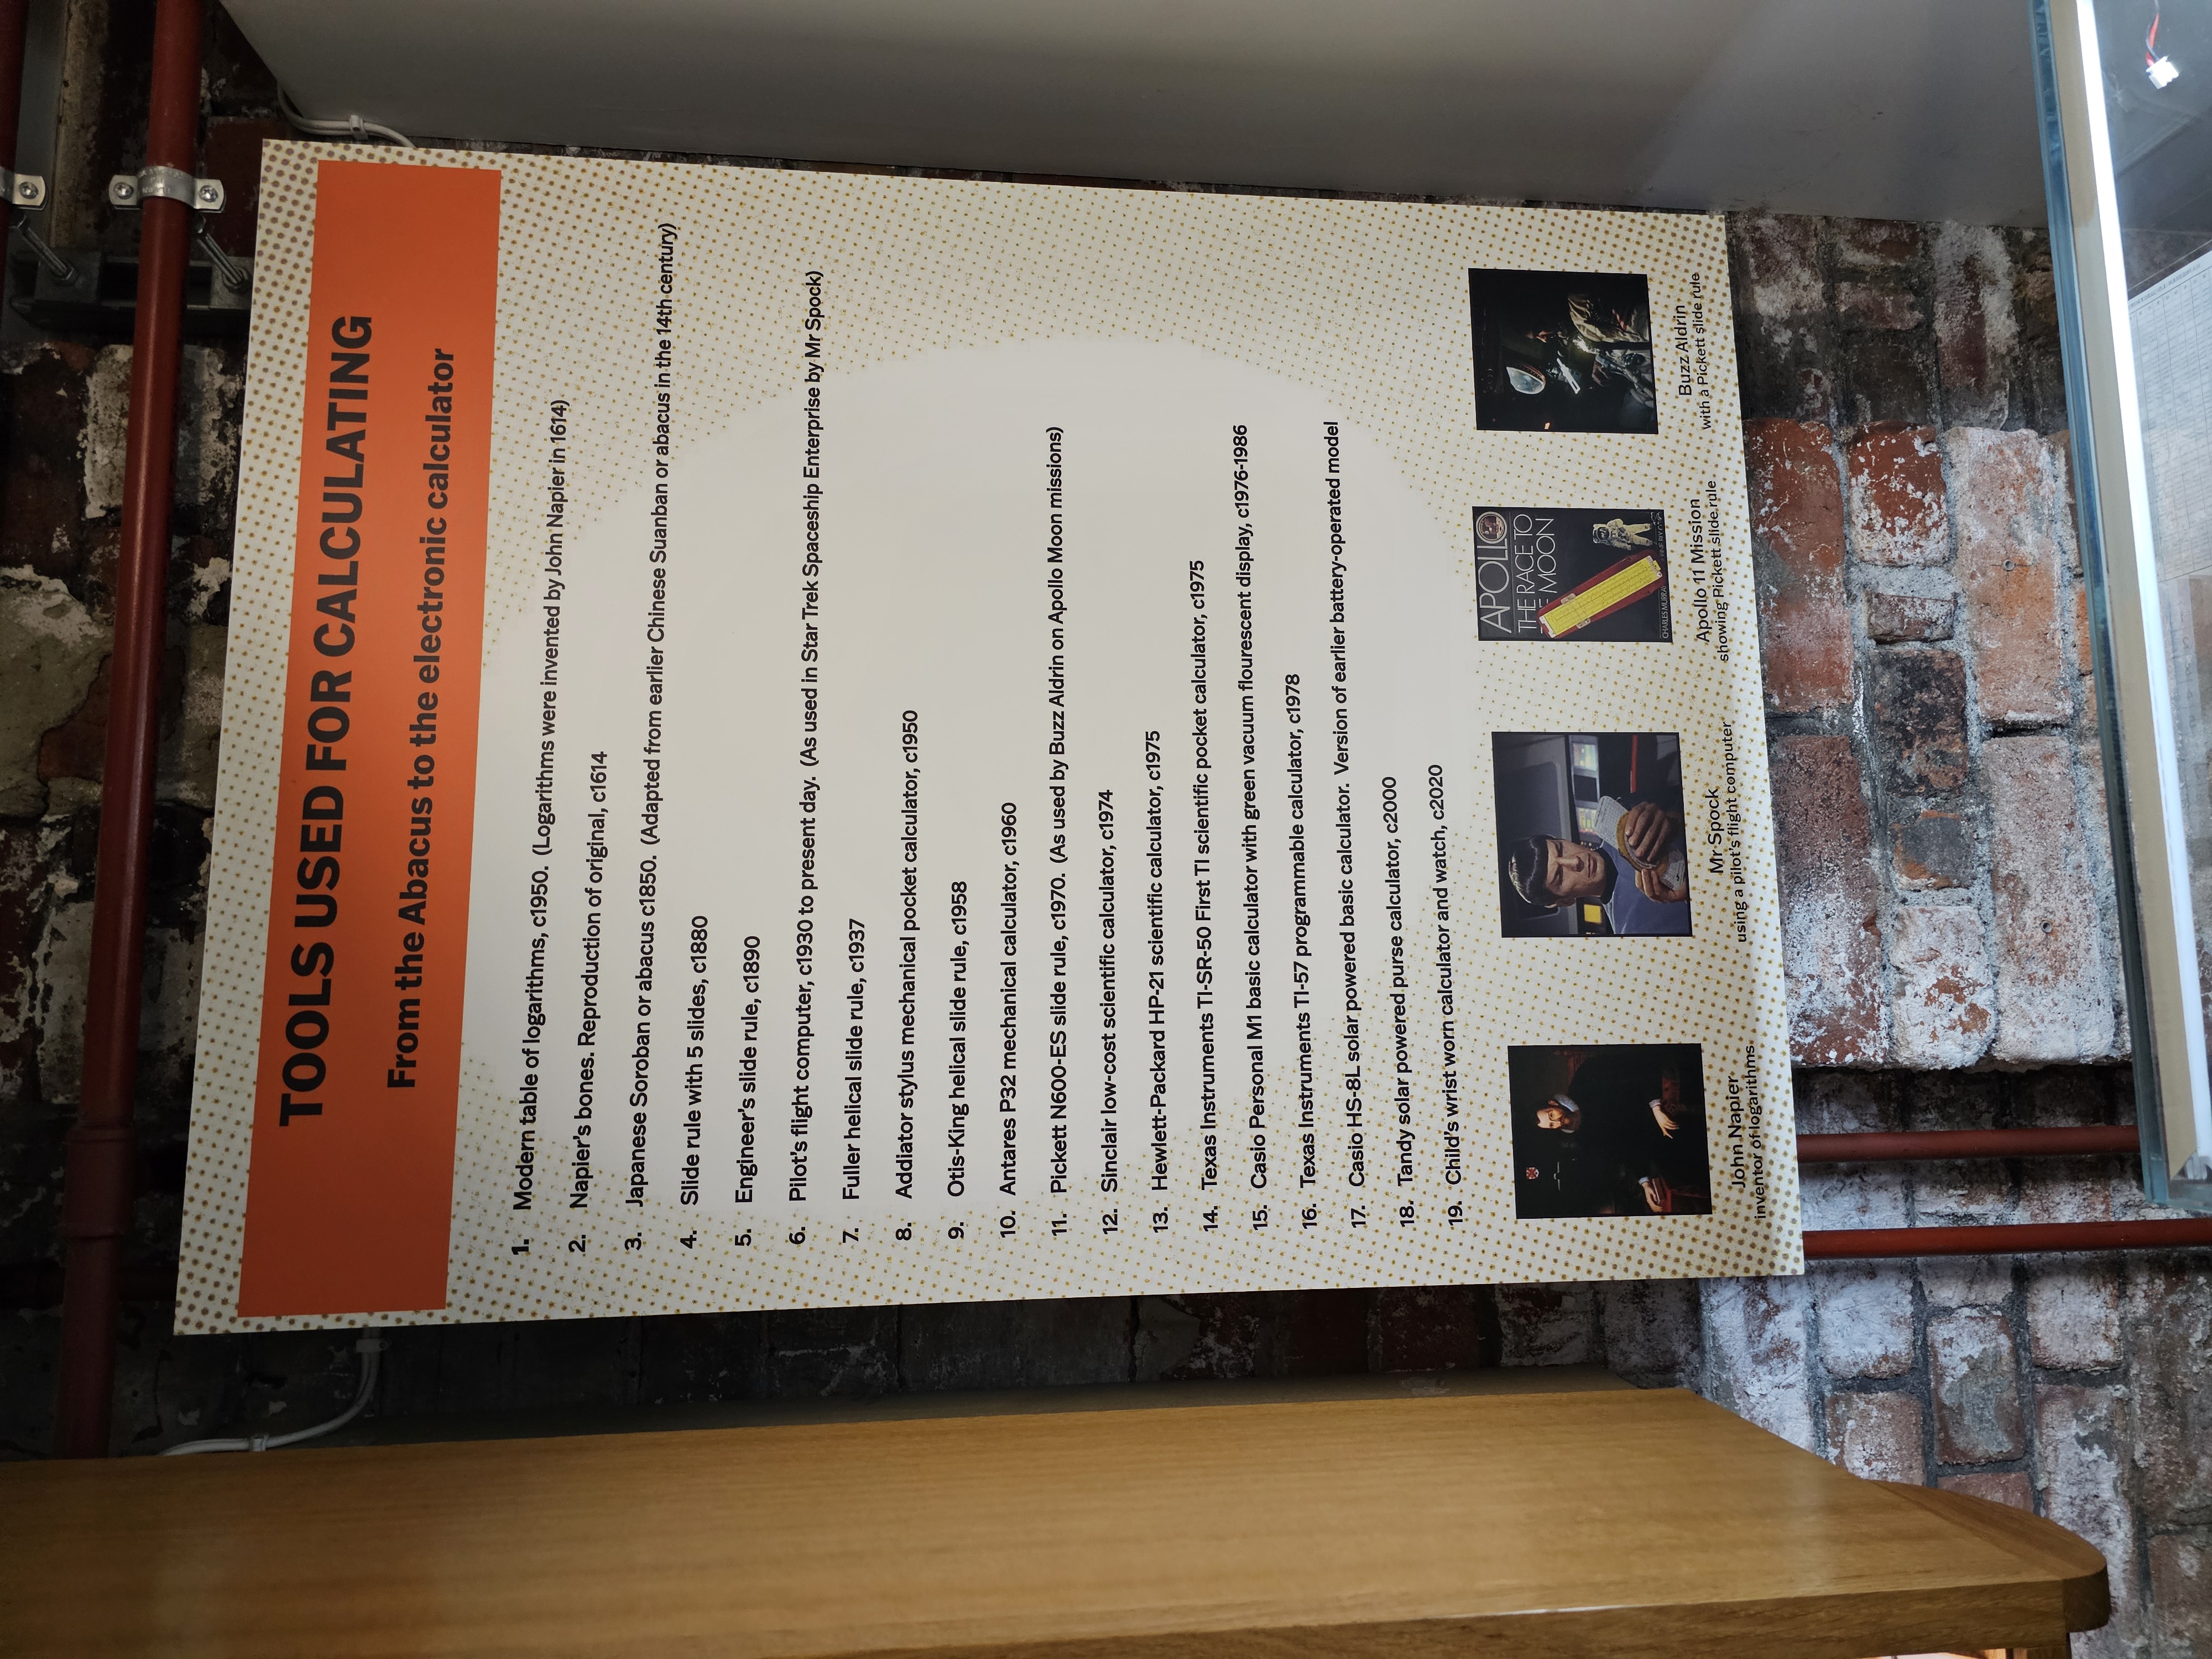 TOOLS USED FOR CALCULATING
From the Abacus to the electronic calculator
1. Modern table of logarithms, c1950. (Logarithms were invented by John Napier in 1614)
2. Napier's bones. Reproduction of original, c1614
3. Japanese Soroban or abacus c1850. (Adapted from earlier Chinese Suanban or abacus in the 14th century)
4. Slide rule with 5 slides, c1880
5. Engineer's slide rule, c1890
6. Pilot's flight computer, c1930 to present day. (As used in Star Trek Spaceship Enterprise by Mr Spock)
7. Fuller helical slide rule, c1937
8. Addiator stylus mechanical pocket calculator, c1950
9. Otis-King helical slide rule, c1958
10. Antares P32 mechanical calculator, c1960
11. Pickett N600-ES slide rule, c1970. (As used by Buzz Aldrin on Apollo Moon missions)
12. Sinclair low-cost scientific calculator, c1974
13. Hewlett-Packard HP-21 scientific calculator, c1975
14. Texas Instruments TI-SR-50 First TI scientific pocket calculator, c1975
15. Casio Personal M1 basic calculator with green vacuum flourescent display, c1976-1986
16. Texas Instruments TI-57 programmable calculator, c1978
17. Casio HS-8L solar powered basic calculator. Version of earlier battery-operated model
18. Tandy solar powered purse calculator, c2000
19. Child's wrist worn calculator and watch, c2020
APOLLO
THE RACE TO
MOON
CHARLES MURRAY
John Napier
inventor of logarithms
Mr Spock
using a pilot's flight computer
Apollo 11 Mission
showing Pickett slide rule
Buzz Aldrin
with a Pickett slide rule